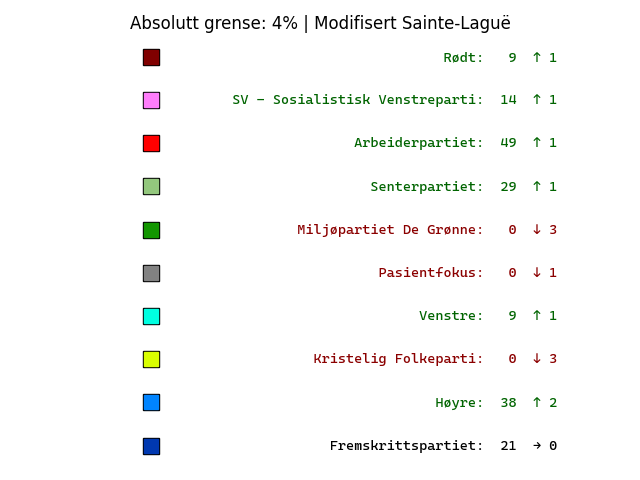 Absolutt grense: 4% | Modifisert Sainte-Laguë
Rødt: 9 ↑ 1
SV – Sosialistisk Venstreparti: 14 ↑ 1
Arbeiderpartiet: 49 ↑ 1
Senterpartiet: 29 ↑ 1
Miljøpartiet De Grønne: 0 ↓ 3
Pasientfokus: 0 ↓ 1
Venstre: 9 ↑ 1
Kristelig Folkeparti: 0 ↓ 3
Høyre: 38 ↑ 2
Fremskrittspartiet: 21 → 0